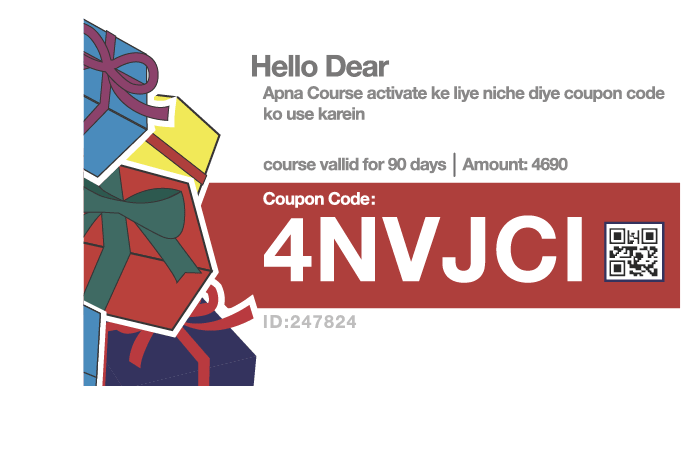 Hello Dear
Apna Course activate ke liye niche diye coupon code
ko use karein
course vallid for 90 days | Amount: 4690
Coupon Code:
4NVJCI
ID:247824